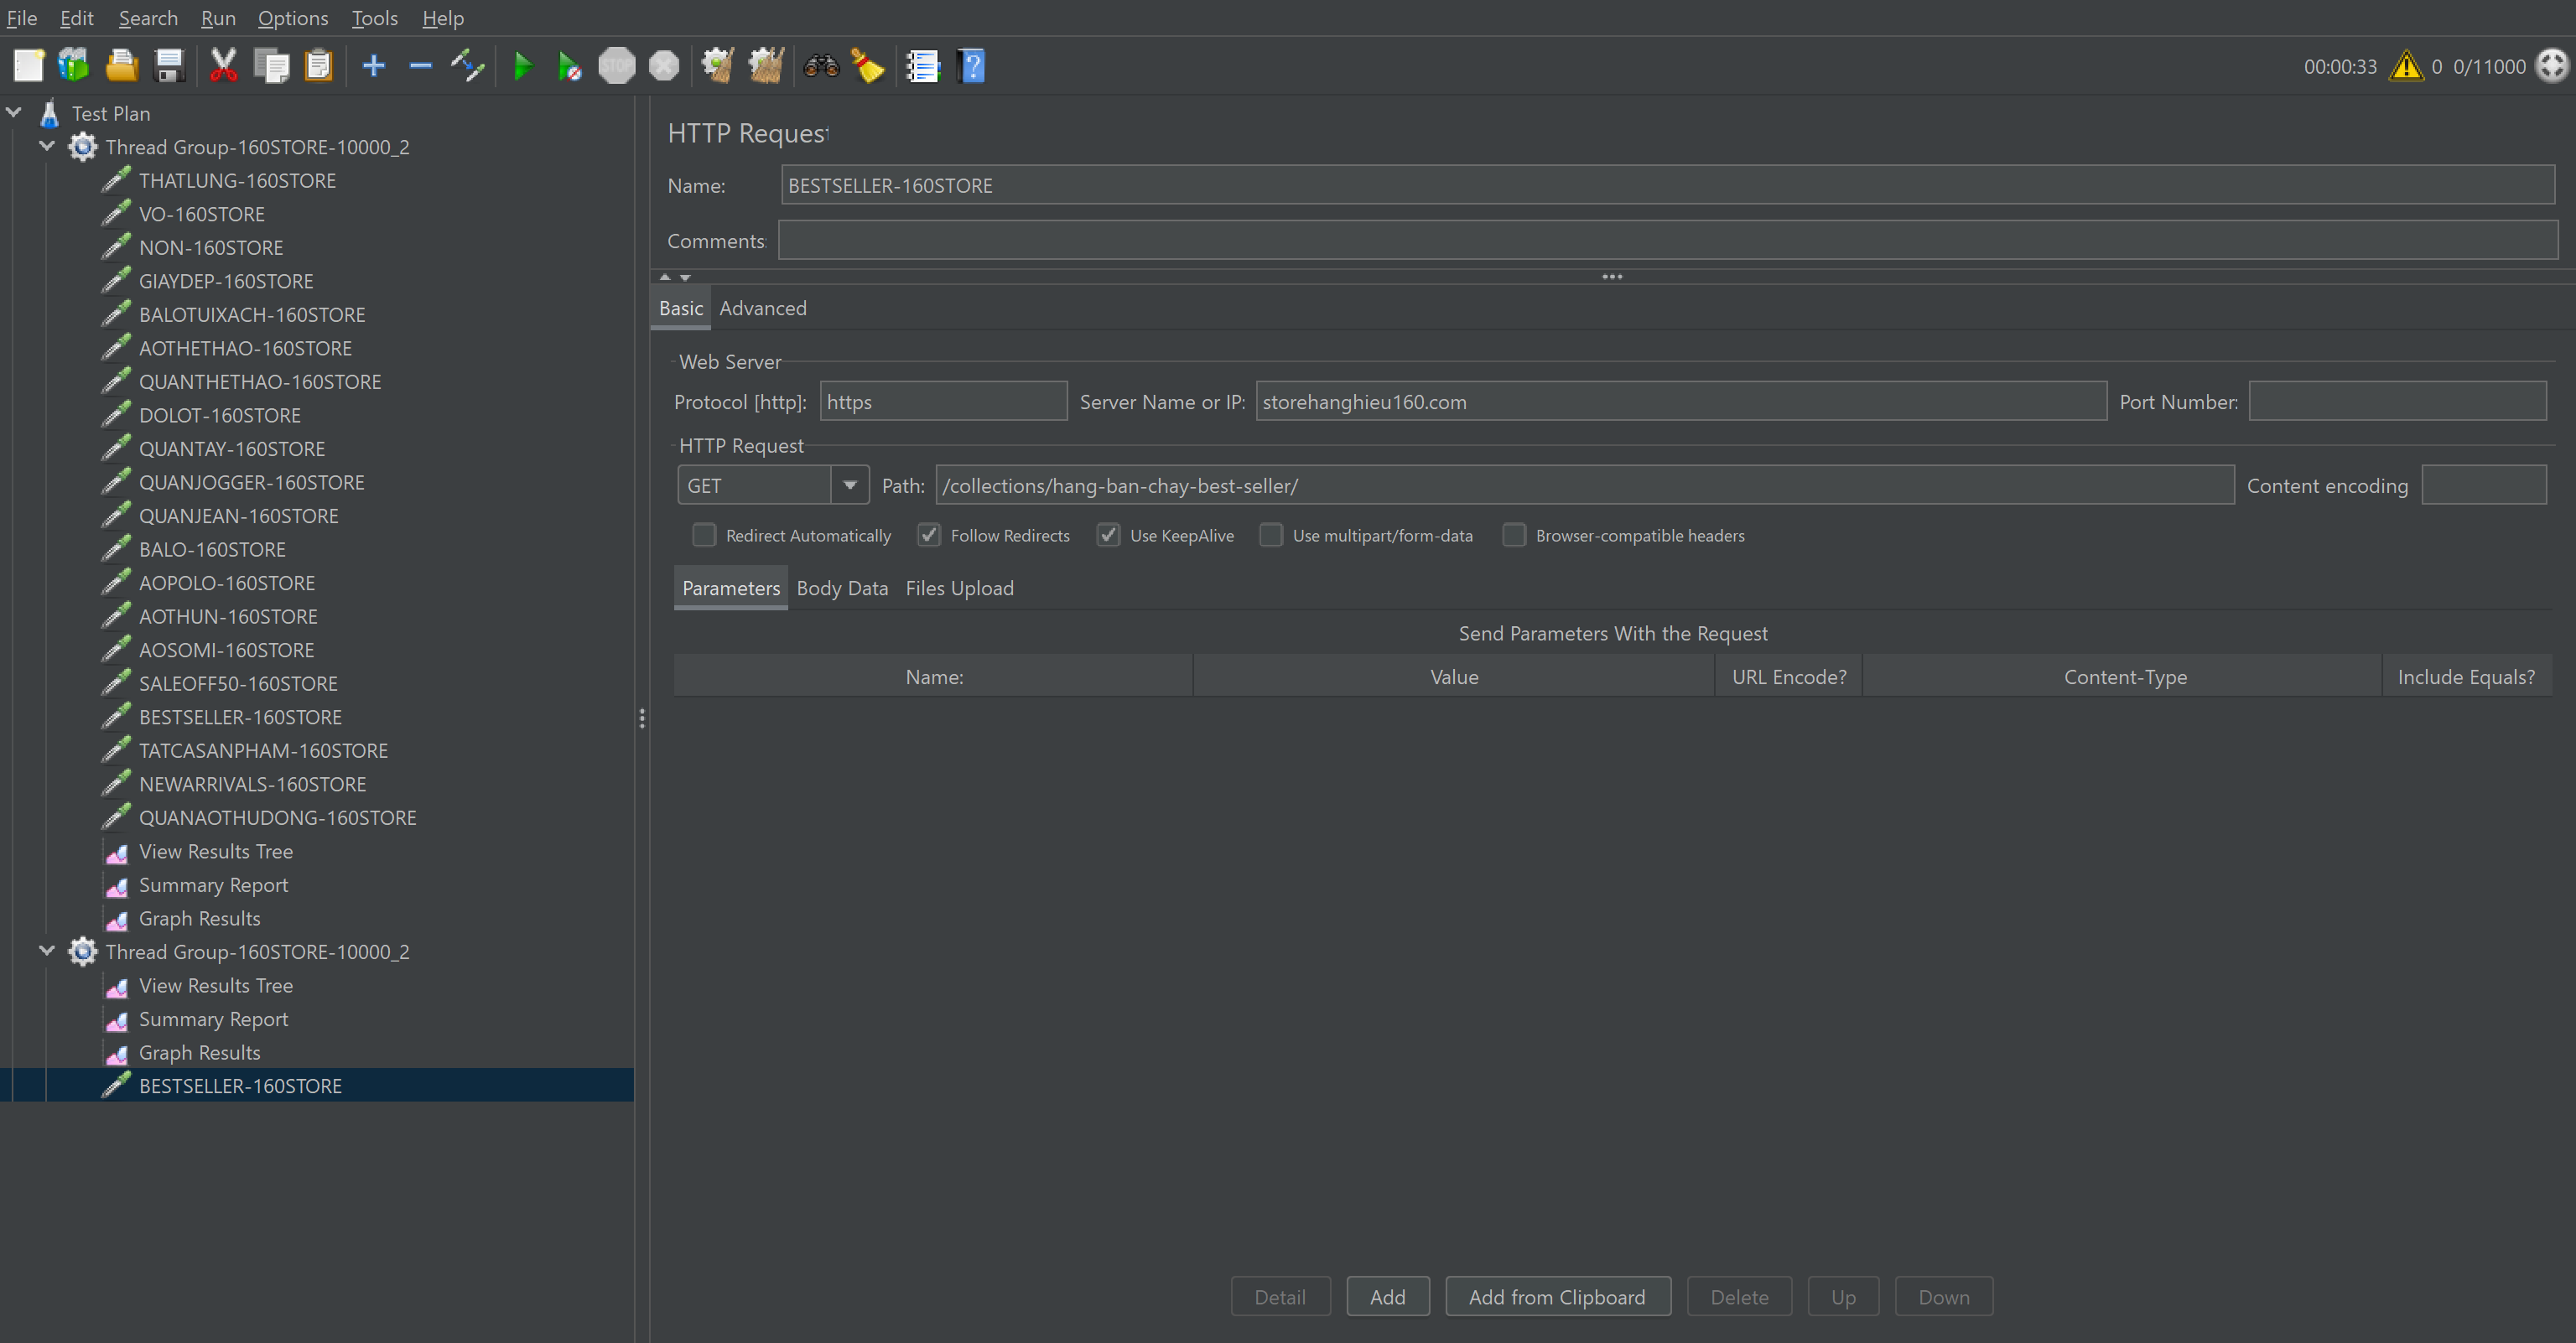 File Edit Search Run Options Tools Help
STOP
00:00:33 0 0/11000
Test Plan
Thread Group-160STORE-10000_2
THATLUNG-160STORE
VO-160STORE
NON-160STORE
GIAYDEP-160STORE
BALOTUIXACH-160STORE
AOTHETHAO-160STORE
QUANTHETHAO-160STORE
DOLOT-160STORE
QUANTAY-160STORE
QUANJOGGER-160STORE
QUANJEAN-160STORE
BALO-160STORE
AOPOLO-160STORE
AOTHUN-160STORE
AOSOMI-160STORE
SALEOFF50-160STORE
BESTSELLER-160STORE
TATCASANPHAM-160STORE
NEWARRIVALS-160STORE
QUANAOTHUDONG-160STORE
View Results Tree
Summary Report
Graph Results
Thread Group-160STORE-10000_2
View Results Tree
Summary Report
Graph Results
BESTSELLER-160STORE
HTTP Request
Name: BESTSELLER-160STORE
Comments:
Basic Advanced
Web Server
Protocol [http]: https Server Name or IP: storehanghieu160.com Port Number:
HTTP Request
GET Path: /collections/hang-ban-chay-best-seller/ Content encoding
Redirect Automatically Follow Redirects Use KeepAlive Use multipart/form-data Browser-compatible headers
Parameters Body Data Files Upload
Send Parameters With the Request
Name: Value URL Encode? Content-Type Include Equals?
Detail Add Add from Clipboard Delete Up Down